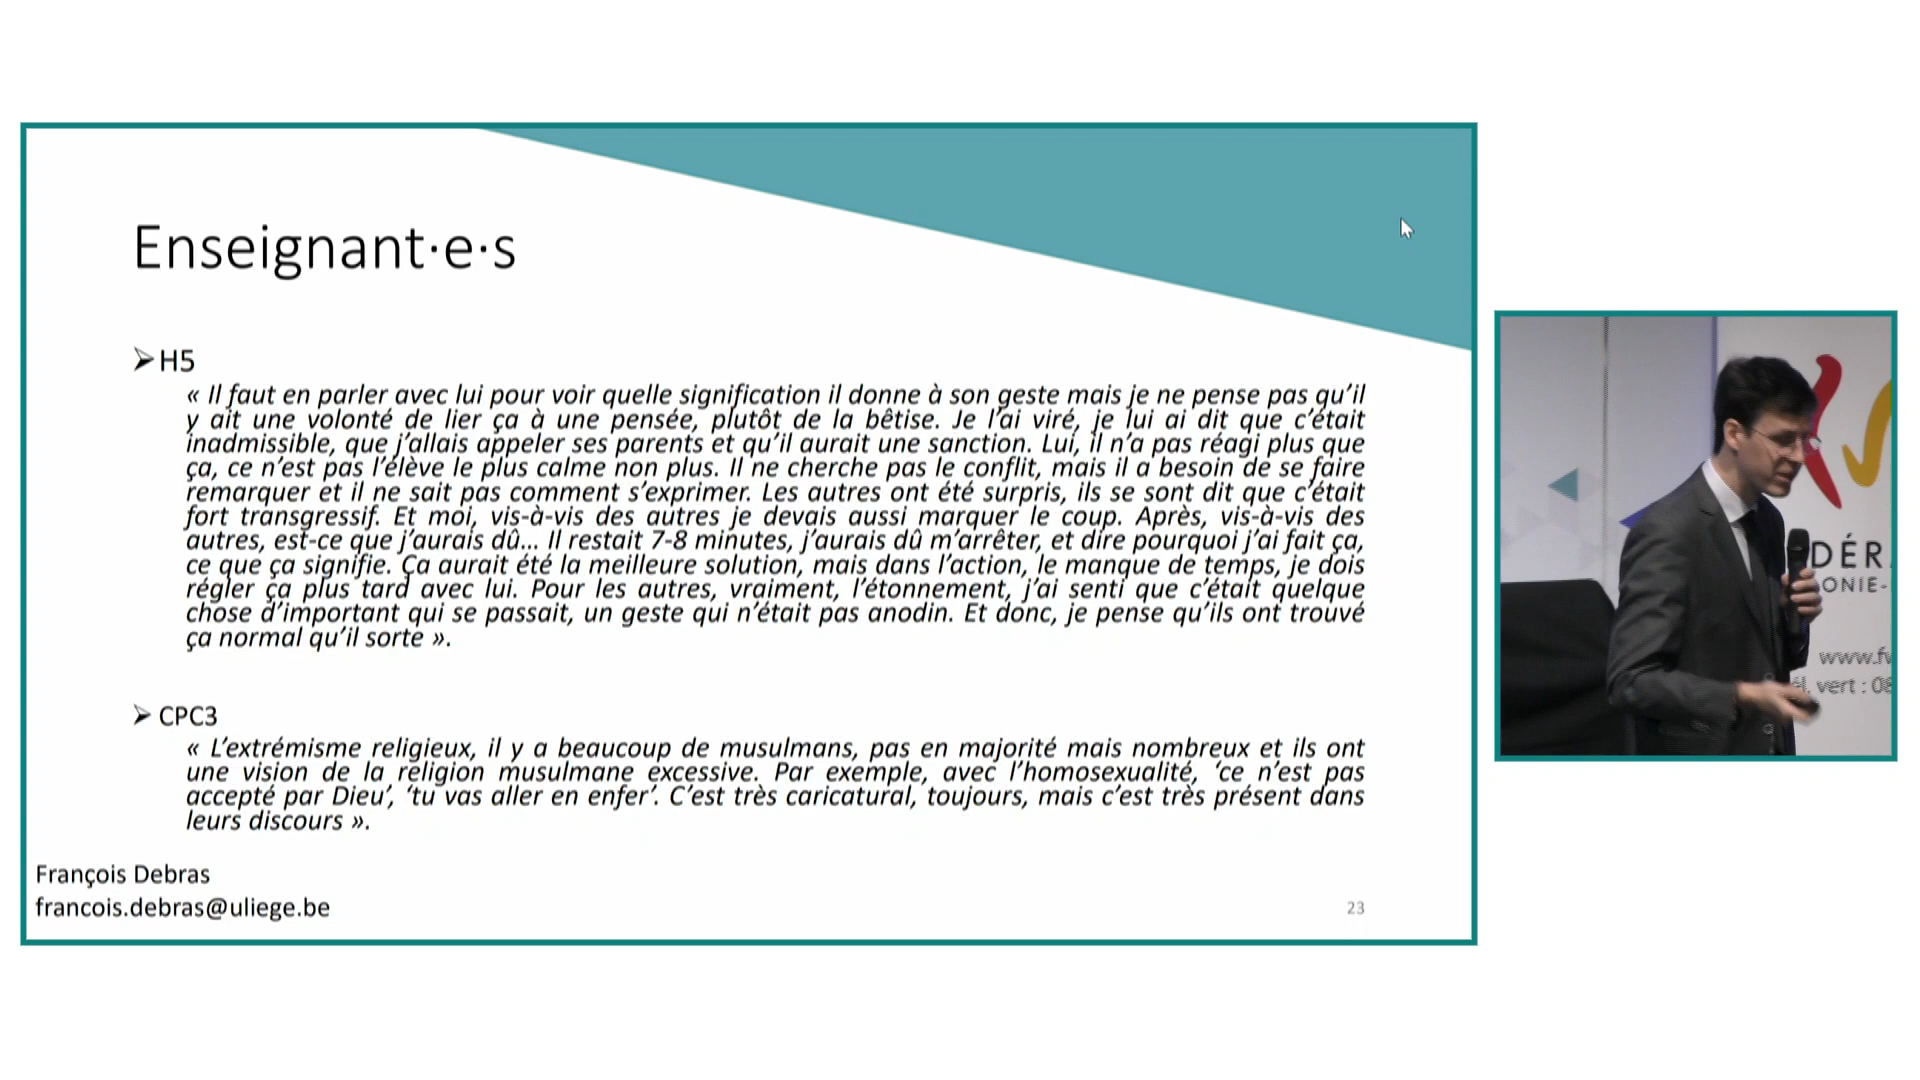 Enseignant·e·s
➢H5
« Il faut en parler avec lui pour voir quelle signification il donne à son geste mais je ne pense pas qu’il
y ait une volonté de lier ça à une pensée, plutôt de la bêtise. Je l’ai viré, je lui ai dit que c’était
inadmissible, que j’allais appeler ses parents et qu’il aurait une sanction. Lui, il n’a pas réagi plus que
ça, ce n’est pas l’élève le plus calme non plus. Il ne cherche pas le conflit, mais il a besoin de se faire
remarquer et il ne sait pas comment s’exprimer. Les autres ont été surpris, ils se sont dit que c’était
fort transgressif. Et moi, vis-à-vis des autres je devais aussi marquer le coup. Après, vis-à-vis des
autres, est-ce que j’aurais dû… Il restait 7-8 minutes, j’aurais dû m’arrêter, et dire pourquoi j’ai fait ça,
ce que ça signifie. Ça aurait été la meilleure solution, mais dans l’action, le manque de temps, je dois
régler ça plus tard avec lui. Pour les autres, vraiment, l’étonnement, j’ai senti que c’était quelque
chose d’important qui se passait, un geste qui n’était pas anodin. Et donc, je pense qu’ils ont trouvé
ça normal qu’il sorte ».
➢ CPC3
« L’extrémisme religieux, il y a beaucoup de musulmans, pas en majorité mais nombreux et ils ont
une vision de la religion musulmane excessive. Par exemple, avec l’homosexualité, ‘ce n’est pas
accepté par Dieu’, ‘tu vas aller en enfer’. C’est très caricatural, toujours, mais c’est très présent dans
leurs discours ».
François Debras
francois.debras@uliege.be
23
DÉR
ONIE-
www.fw
él. vert : 08